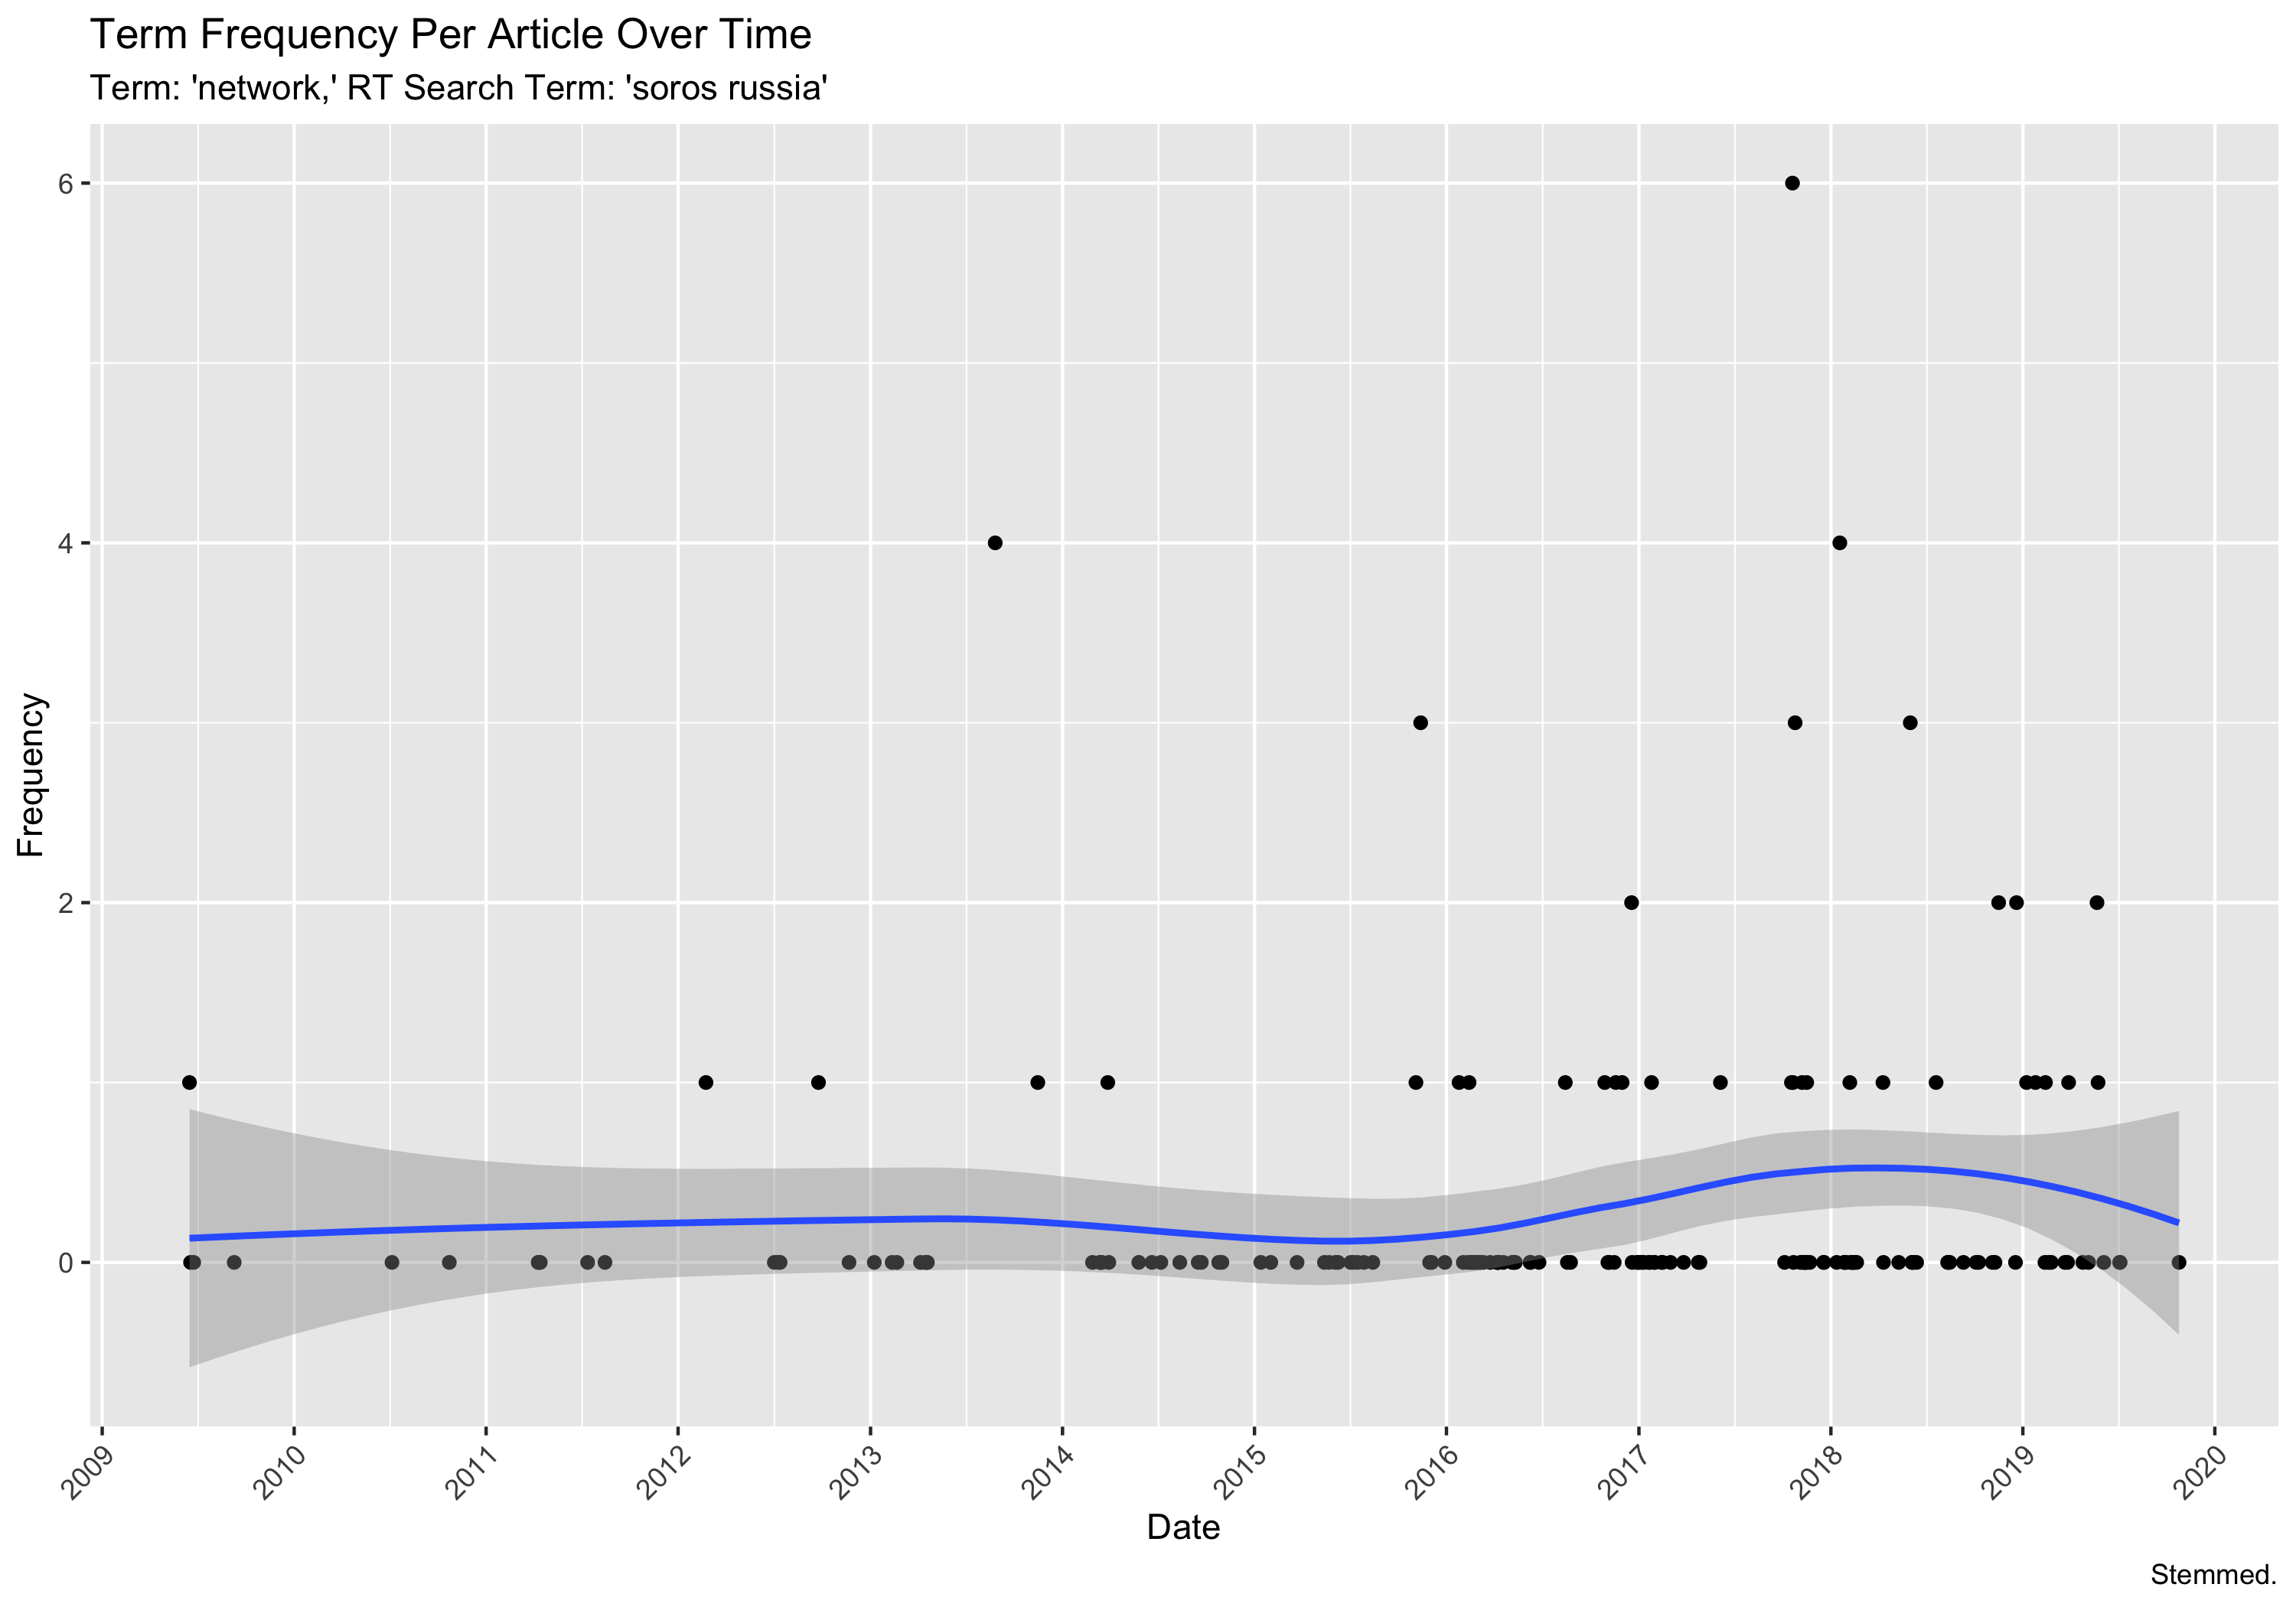 Term Frequency Per Article Over Time
Term: 'network,' RT Search Term: 'soros russia'
Frequency
6
4
2
0
2009 2010 2011 2012 2013 2014 2015 2016 2017 2018 2019 2020
Date
Stemmed.